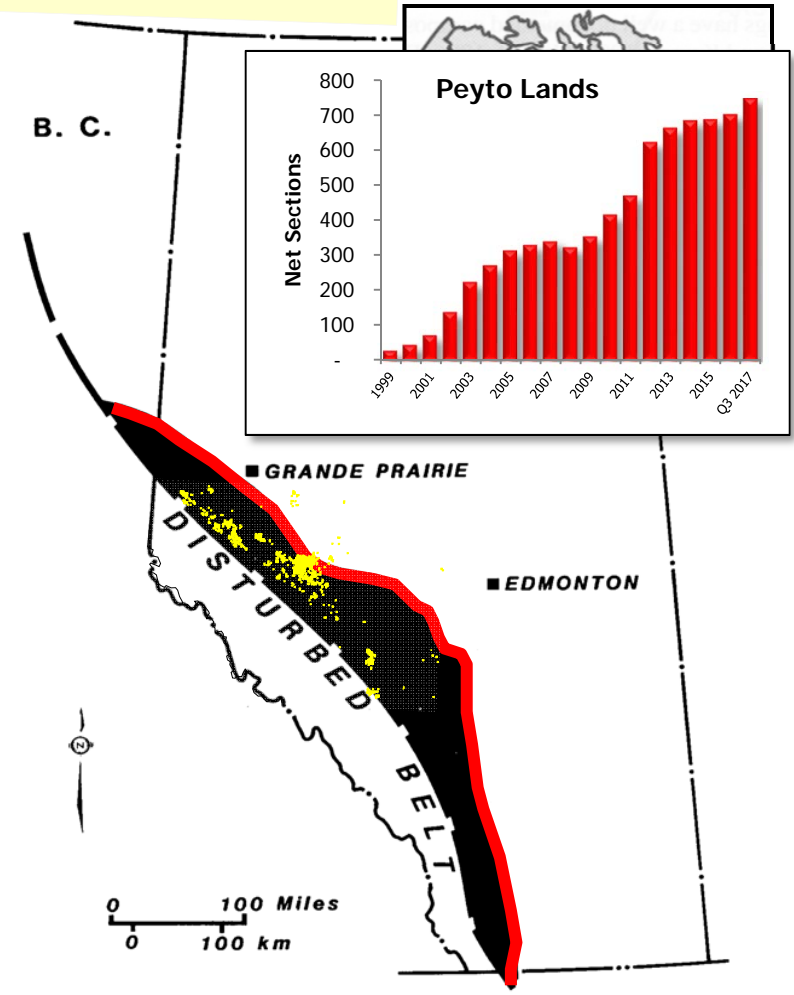 B. C.
Peyto Lands
Net Sections
800
700
600
500
400
300
200
100
-
1999
2001
2003
2005
2007
2009
2011
2013
2015
Q3 2017
GRANDE PRAIRIE
EDMONTON
DISTURBED
BELT
Z
0 100 Miles
0 100 km